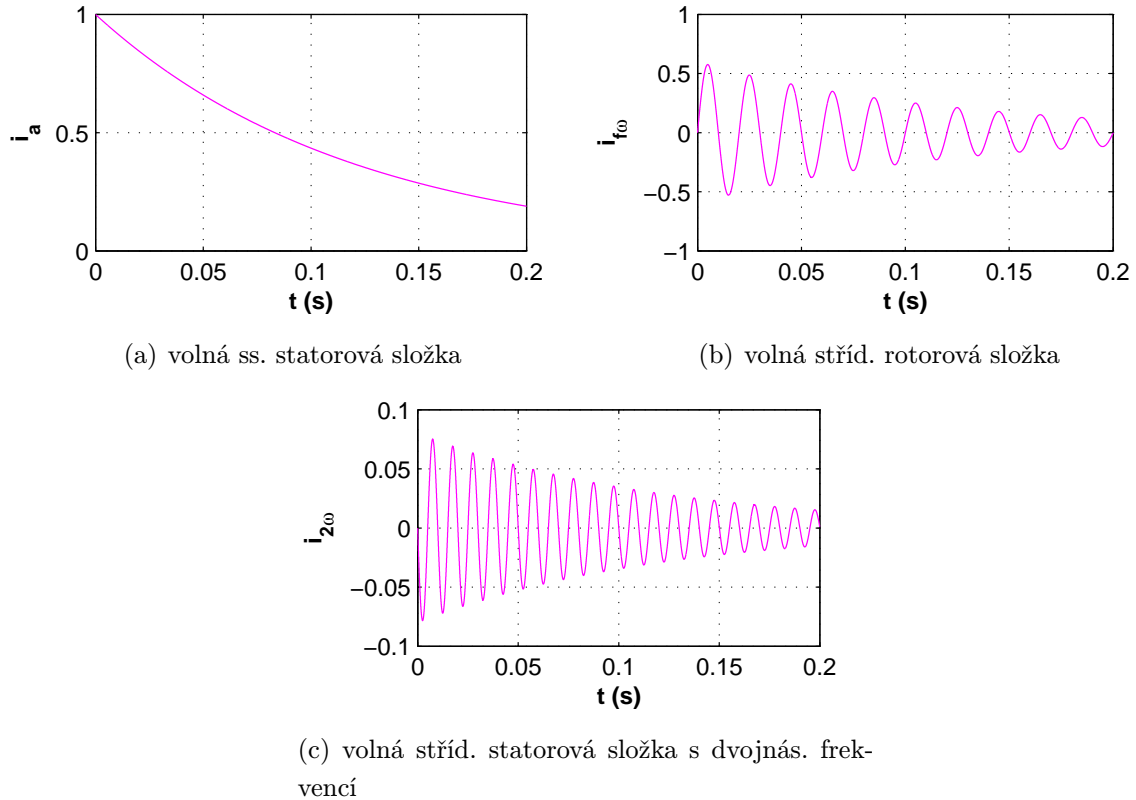 1
0.5
0
0
0.05
0.1
0.15
0.2
i_a
t (s)
(a) volná ss. statorová složka
1
0.5
0
−0.5
−1
0
0.05
0.1
0.15
0.2
i_fω
t (s)
(b) volná stříd. rotorová složka
0.1
0.05
0
−0.05
−0.1
0
0.05
0.1
0.15
0.2
i_2ω
t (s)
(c) volná stříd. statorová složka s dvojnás. frek-
vencí